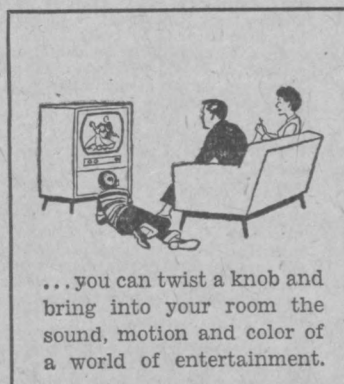 ...you can twist a knob and
bring into your room the
sound, motion and color of
a world of entertainment.